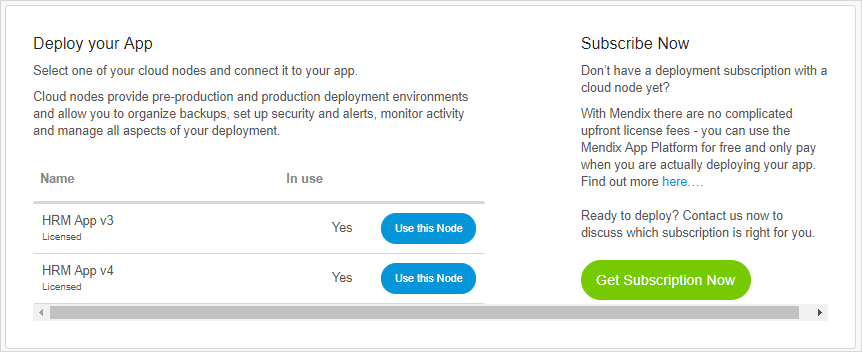 Deploy your App
Select one of your cloud nodes and connect it to your app.
Cloud nodes provide pre-production and production deployment environments
and allow you to organize backups, set up security and alerts, monitor activity
and manage all aspects of your deployment.
Name In use
HRM App v3
Licensed
Yes
Use this Node
HRM App v4
Licensed
Yes
Use this Node
Subscribe Now
Don’t have a deployment subscription with a
cloud node yet?
With Mendix there are no complicated
upfront license fees - you can use the
Mendix App Platform for free and only pay
when you are actually deploying your app.
Find out more here....
Ready to deploy? Contact us now to
discuss which subscription is right for you.
Get Subscription Now